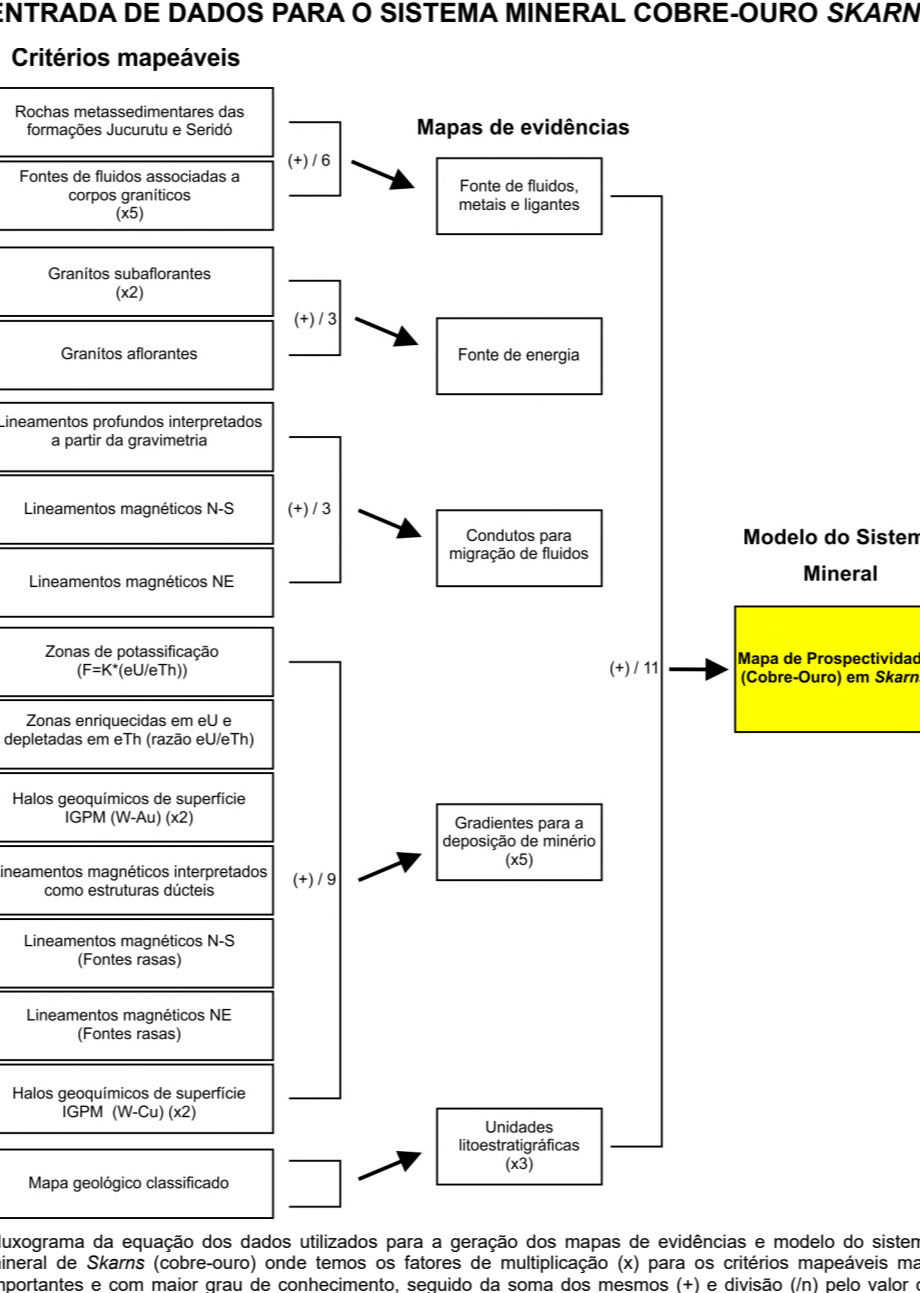 ENTRADA DE DADOS PARA O SISTEMA MINERAL COBRE-OURO SKARN
Critérios mapeáveis
Rochas metassedimentares das
formações Jucurutu e Seridó
Fontes de fluidos associadas a
corpos graníticos
(x5)
(+) / 6
Granítos subaflorantes
(x2)
Granítos aflorantes
(+) / 3
Lineamentos profundos interpretados
a partir da gravimetria
Lineamentos magnéticos N-S
Lineamentos magnéticos NE
(+) / 3
Zonas de potassificação
(F=K*(eU/eTh))
Zonas enriquecidas em eU e
depletadas em eTh (razão eU/eTh)
Halos geoquímicos de superfície
IGPM (W-Au) (x2)
Lineamentos magnéticos interpretados
como estruturas dúcteis
Lineamentos magnéticos N-S
(Fontes rasas)
Lineamentos magnéticos NE
(Fontes rasas)
Halos geoquímicos de superfície
IGPM (W-Cu) (x2)
(+) / 9
Mapa geológico classificado
Mapas de evidências
Fonte de fluidos,
metais e ligantes
Fonte de energia
Condutos para
migração de fluidos
Gradientes para a
deposição de minério
(x5)
Unidades
litoestratigráficas
(x3)
(+) / 11
Modelo do Sistem
Mineral
Mapa de Prospectividad
(Cobre-Ouro) em Skarns
luxograma da equação dos dados utilizados para a geração dos mapas de evidências e modelo do sistem
mineral de Skarns (cobre-ouro) onde temos os fatores de multiplicação (x) para os critérios mapeáveis ma
mportantes e com maior grau de conhecimento, seguido da soma dos mesmos (+) e divisão (/n) pelo valor d